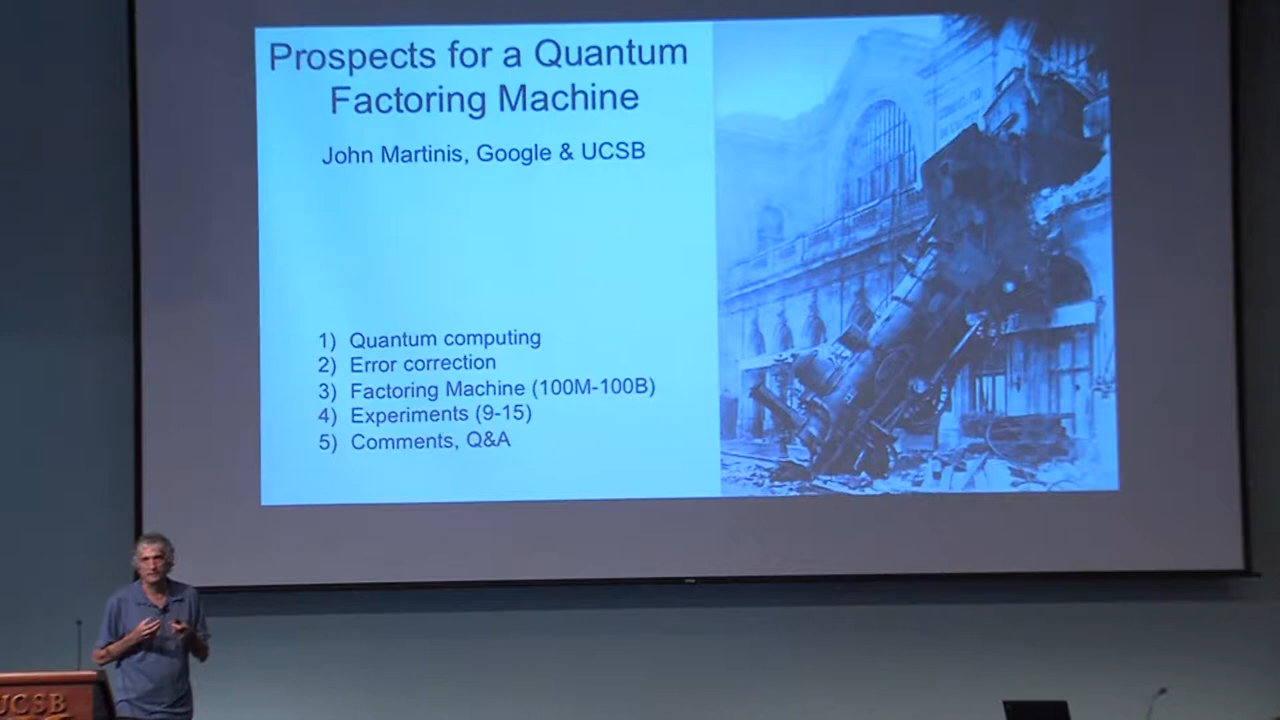 Prospects for a Quantum
Factoring Machine
John Martinis, Google & UCSB
1) Quantum computing
2) Error correction
3) Factoring Machine (100M-100B)
4) Experiments (9-15)
5) Comments, Q&A
UCSB